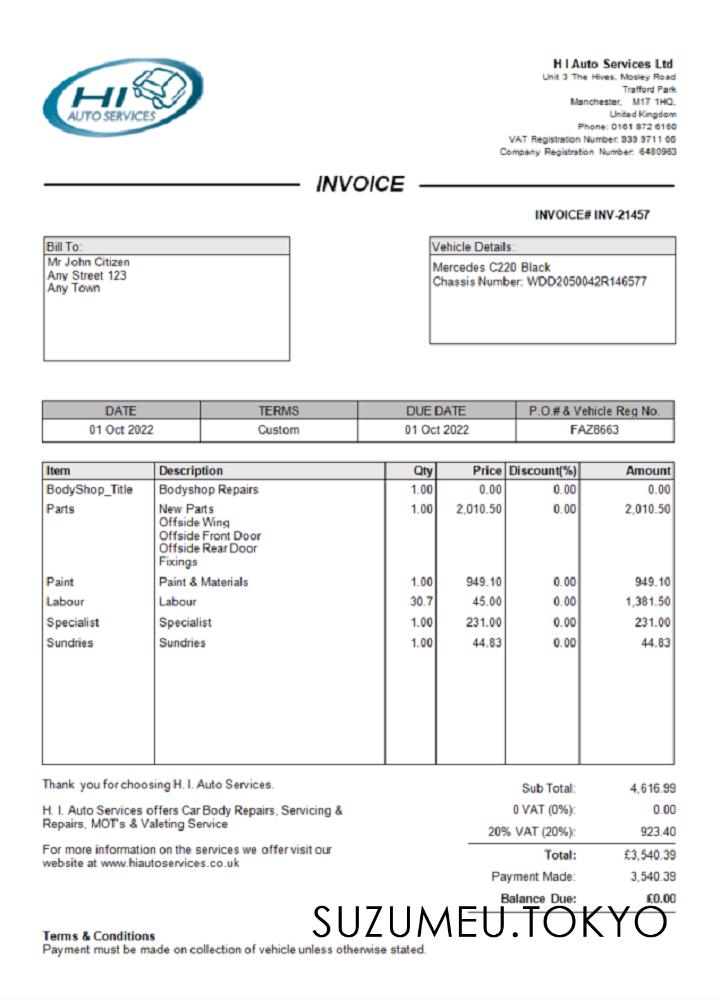 HI
AUTO SERVICES
H I Auto Services Ltd
Unit 3 The Hives, Mosley Road
Trafford Park
Manchester, M17 1HQ,
United Kingdom
Phone: 0161 872 6160
VAT Registration Number: 939 9711 66
Company Registration Number: 6480963
INVOICE
INVOICE# INV-21457
Bill To:
Mr John Citizen
Any Street 123
Any Town
Vehicle Details:
Mercedes C220 Black
Chassis Number: WDD2050042R146577
DATE TERMS DUE DATE P.O.# & Vehicle Reg No.
01 Oct 2022 Custom 01 Oct 2022 FAZ8663
Item Description Qty Price Discount(%) Amount
BodyShop_Title Bodyshop Repairs 1.00 0.00 0.00 0.00
Parts New Parts 1.00 2,010.50 0.00 2,010.50
Offside Wing
Offside Front Door
Offside Rear Door
Fixings
Paint Paint & Materials 1.00 949.10 0.00 949.10
Labour Labour 30.7 45.00 0.00 1,381.50
Specialist Specialist 1.00 231.00 0.00 231.00
Sundries Sundries 1.00 44.83 0.00 44.83
Thank you for choosing H. I. Auto Services.
H. I. Auto Services offers Car Body Repairs, Servicing &
Repairs, MOT's & Valeting Service
For more information on the services we offer visit our
website at www.hiautoservices.co.uk
Sub Total: 4,616.99
0 VAT (0%): 0.00
20% VAT (20%): 923.40
Total: £3,540.39
Payment Made: 3,540.39
Balance Due: £0.00
SUZUMEU.TOKYO
Terms & Conditions
Payment must be made on collection of vehicle unless otherwise stated.